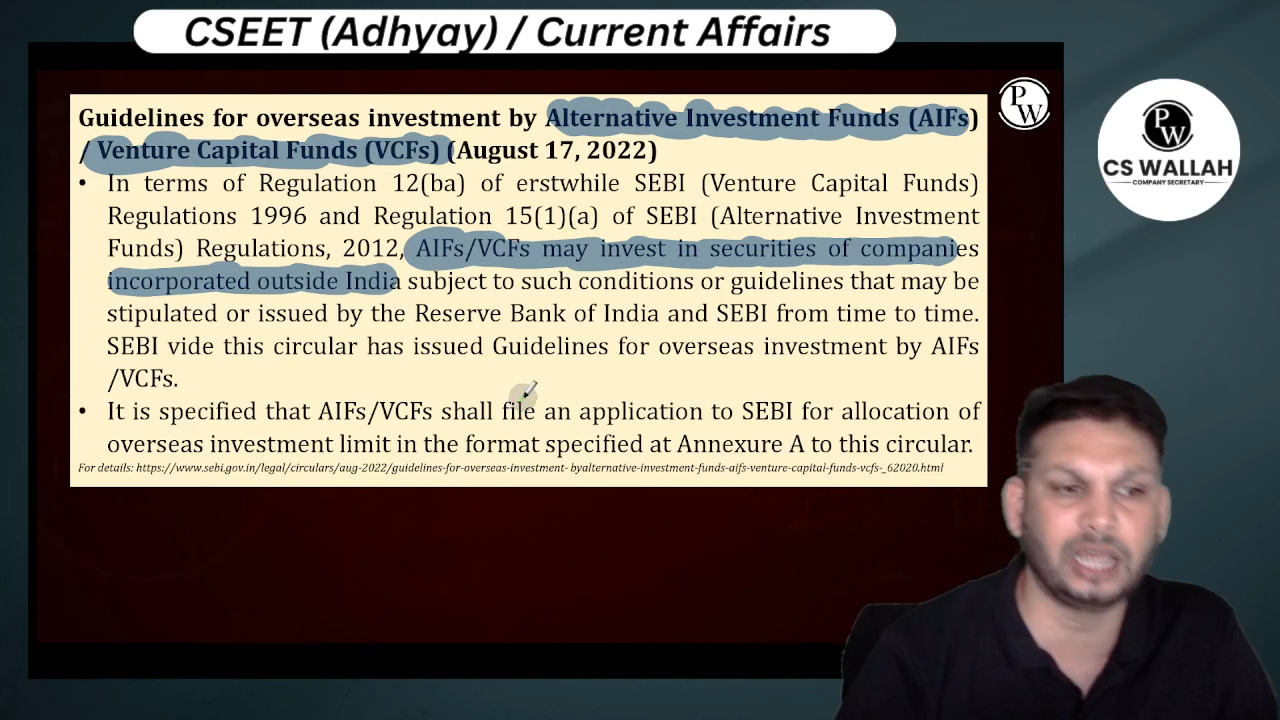 CSEET (Adhyay) / Current Affairs
Guidelines for overseas investment by Alternative Investment Funds (AIFs)
/ Venture Capital Funds (VCFs) (August 17, 2022)
• In terms of Regulation 12(ba) of erstwhile SEBI (Venture Capital Funds)
Regulations 1996 and Regulation 15(1)(a) of SEBI (Alternative Investment
Funds) Regulations, 2012, AIFs/VCFs may invest in securities of companies
incorporated outside India subject to such conditions or guidelines that may be
stipulated or issued by the Reserve Bank of India and SEBI from time to time.
SEBI vide this circular has issued Guidelines for overseas investment by AIFs
/VCFs.
• It is specified that AIFs/VCFs shall file an application to SEBI for allocation of
overseas investment limit in the format specified at Annexure A to this circular.
For details: https://www.sebi.gov.in/legal/circulars/aug-2022/guidelines-for-overseas-investment- byalternative-investment-funds-aifs-venture-capital-funds-vcfs-_62020.html
PW
PW
CS WALLAH
COMPANY SECRETARY